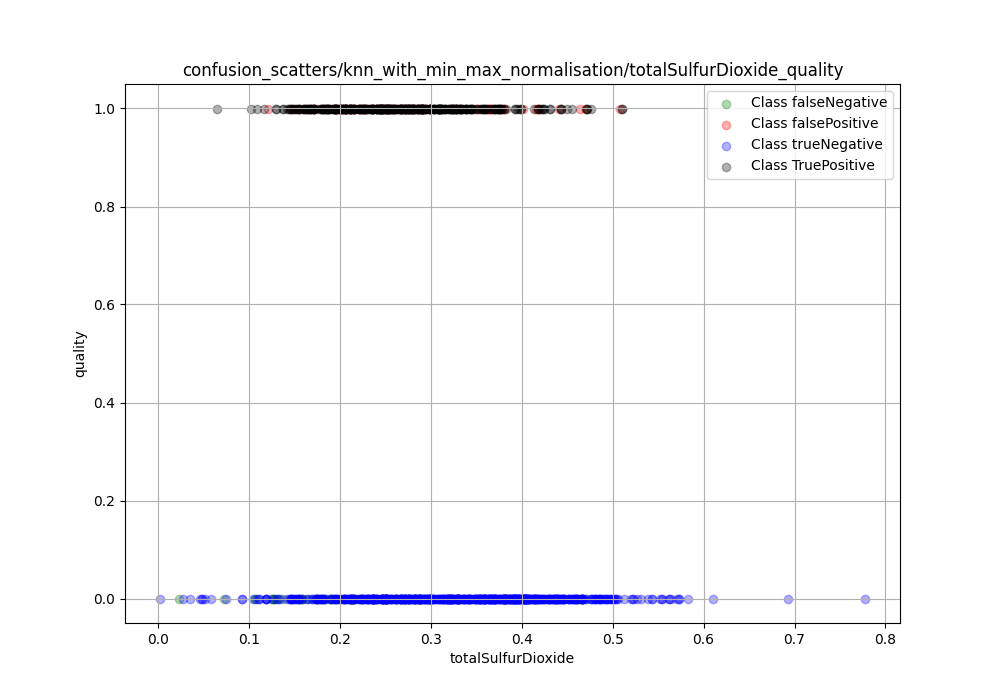 confusion_scatters/knn_with_min_max_normalisation/totalSulfurDioxide_quality
Class falseNegative
Class falsePositive
Class trueNegative
Class TruePositive
1.0
0.8
0.6
0.4
0.2
0.0
quality
0.0 0.1 0.2 0.3 0.4 0.5 0.6 0.7 0.8
totalSulfurDioxide